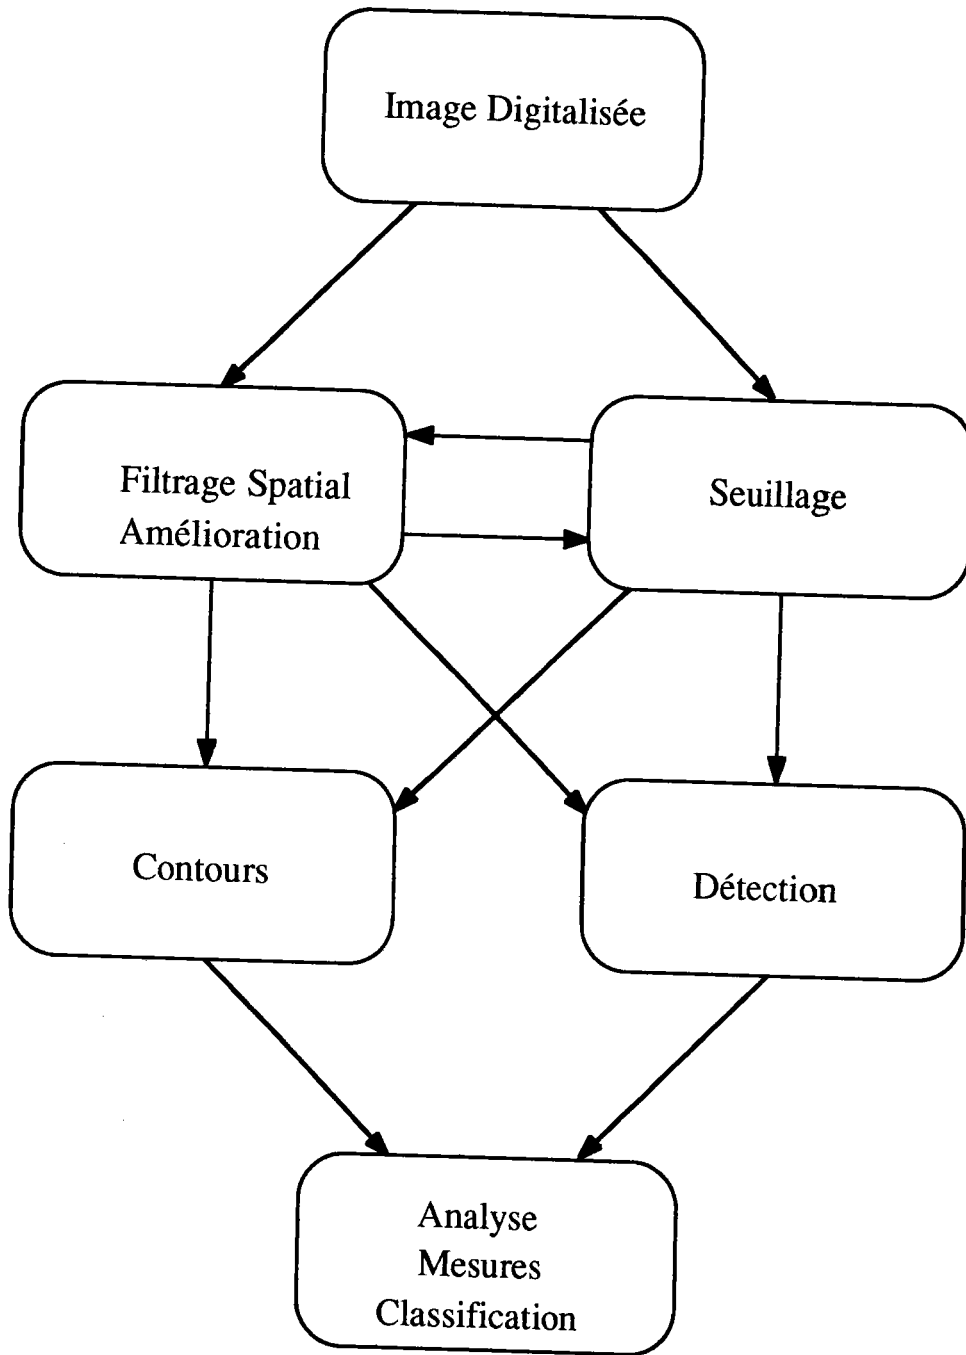 Image Digitalisée
Filtrage Spatial
Amélioration
Seuillage
Contours
Détection
Analyse
Mesures
Classification